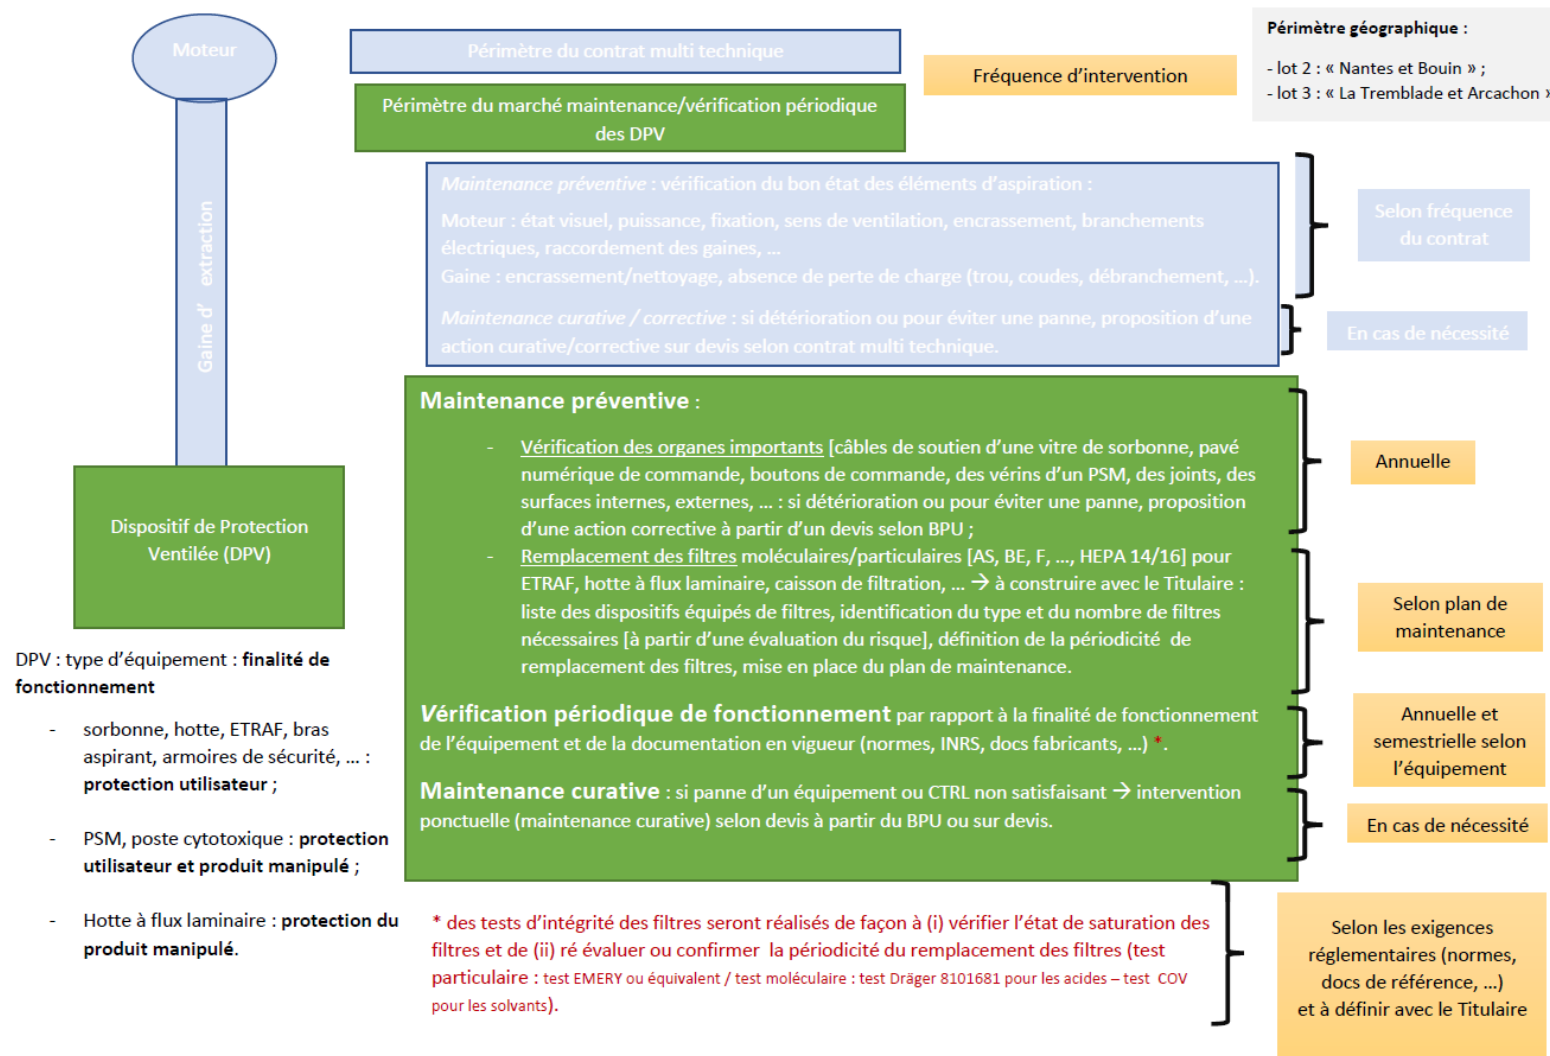 Moteur
Périmètre du contrat multi technique
Périmètre du marché maintenance/vérification périodique
des DPV
Fréquence d'intervention
Périmètre géographique :
- lot 2 : « Nantes et Bouin » ;
- lot 3 : « La Tremblade et Arcachon »
Gaine d' extraction
Maintenance préventive : vérification du bon état des éléments d'aspiration :
Moteur : état visuel, puissance, fixation, sens de ventilation, encrassement, branchements
électriques, raccordement des gaines, …
Gaine : encrassement/nettoyage, absence de perte de charge (trou, coudes, débranchement, …).
Maintenance curative / corrective : si détérioration ou pour éviter une panne, proposition d'une
action curative/corrective sur devis selon contrat multi technique.
Selon fréquence
du contrat
En cas de nécessité
Maintenance préventive :
- Vérification des organes importants [câbles de soutien d'une vitre de sorbonne, pavé
numérique de commande, boutons de commande, des vérins d'un PSM, des joints, des
surfaces internes, externes, … : si détérioration ou pour éviter une panne, proposition
d'une action corrective à partir d'un devis selon BPU ;
- Remplacement des filtres moléculaires/particulaires [AS, BE, F, …, HEPA 14/16] pour
ETRAF, hotte à flux laminaire, caisson de filtration, … → à construire avec le Titulaire :
liste des dispositifs équipés de filtres, identification du type et du nombre de filtres
nécessaires [à partir d'une évaluation du risque], définition de la périodicité de
remplacement des filtres, mise en place du plan de maintenance.
Vérification périodique de fonctionnement par rapport à la finalité de fonctionnement
de l'équipement et de la documentation en vigueur (normes, INRS, docs fabricants, …) *.
Maintenance curative : si panne d'un équipement ou CTRL non satisfaisant → intervention
ponctuelle (maintenance curative) selon devis à partir du BPU ou sur devis.
Annuelle
Selon plan de
maintenance
Annuelle et
semestrielle selon
l'équipement
En cas de nécessité
Dispositif de Protection
Ventilée (DPV)
DPV : type d'équipement : finalité de
fonctionnement
- sorbonne, hotte, ETRAF, bras
aspirant, armoires de sécurité, … :
protection utilisateur ;
- PSM, poste cytotoxique : protection
utilisateur et produit manipulé ;
- Hotte à flux laminaire : protection du
produit manipulé.
* des tests d'intégrité des filtres seront réalisés de façon à (i) vérifier l'état de saturation des
filtres et de (ii) ré évaluer ou confirmer la périodicité du remplacement des filtres (test
particulaire : test EMERY ou équivalent / test moléculaire : test Dräger 8101681 pour les acides – test COV
pour les solvants).
Selon les exigences
réglementaires (normes,
docs de référence, …)
et à définir avec le Titulaire